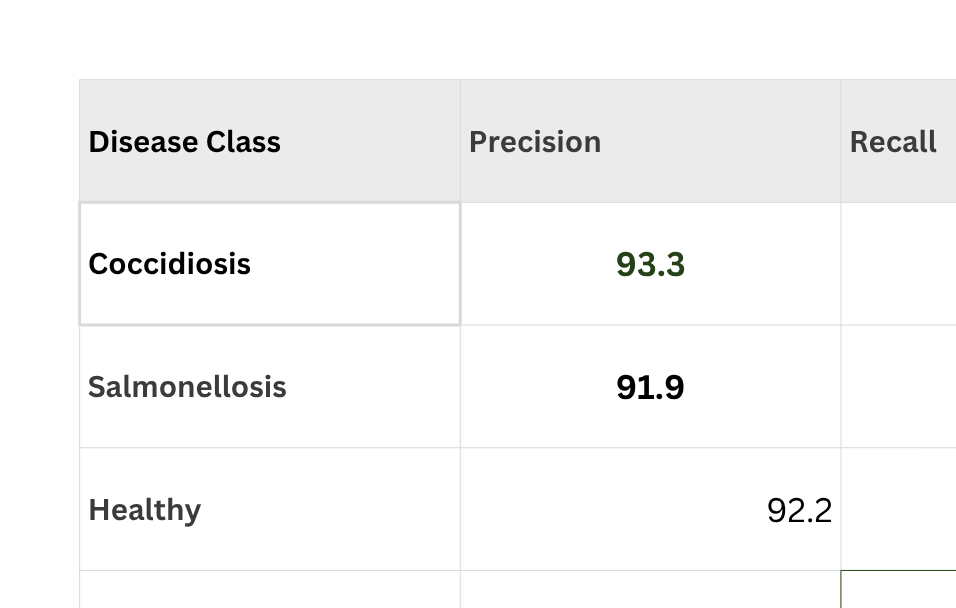 Disease Class Precision Recall
Coccidiosis 93.3
Salmonellosis 91.9
Healthy 92.2